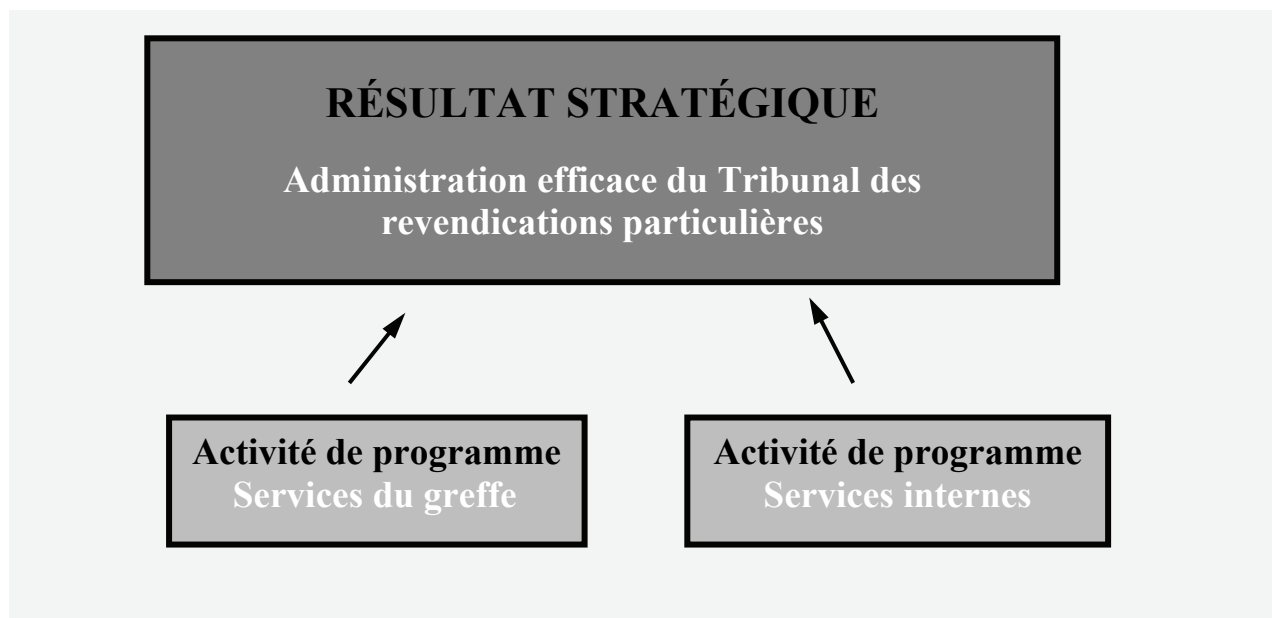 RÉSULTAT STRATÉGIQUE
Administration efficace du Tribunal des
revendications particulières
Activité de programme
Services du greffe
Activité de programme
Services internes